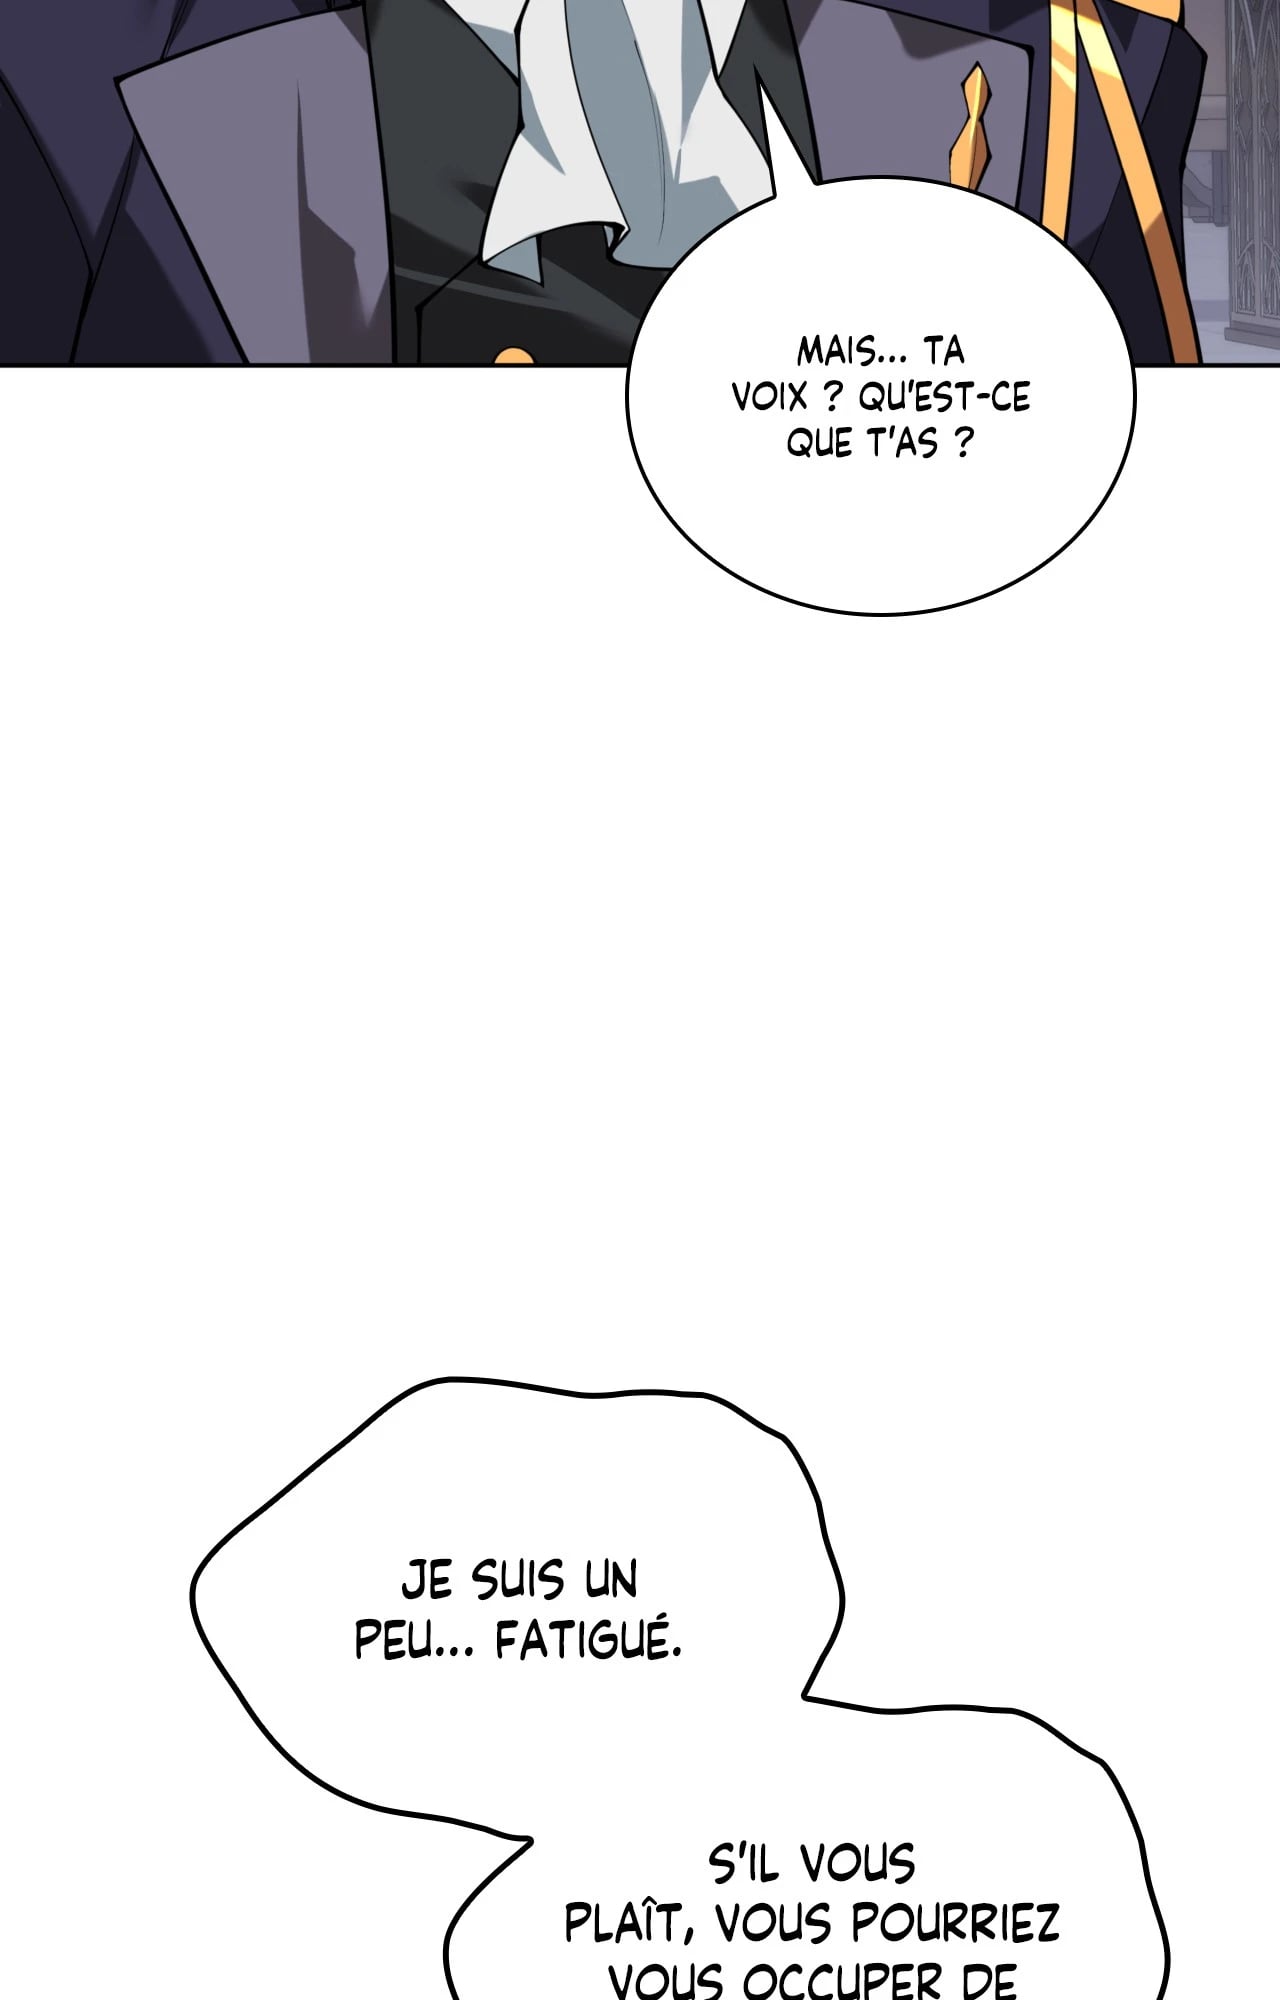 MAIS... TA
VOIX ? QU'EST-CE
QUE T'AS ?
JE SUIS UN
PEU... FATIGUÉ.
S'IL VOUS
PLAÎT, VOUS POURRIEZ
VOUS OCCUPER DE